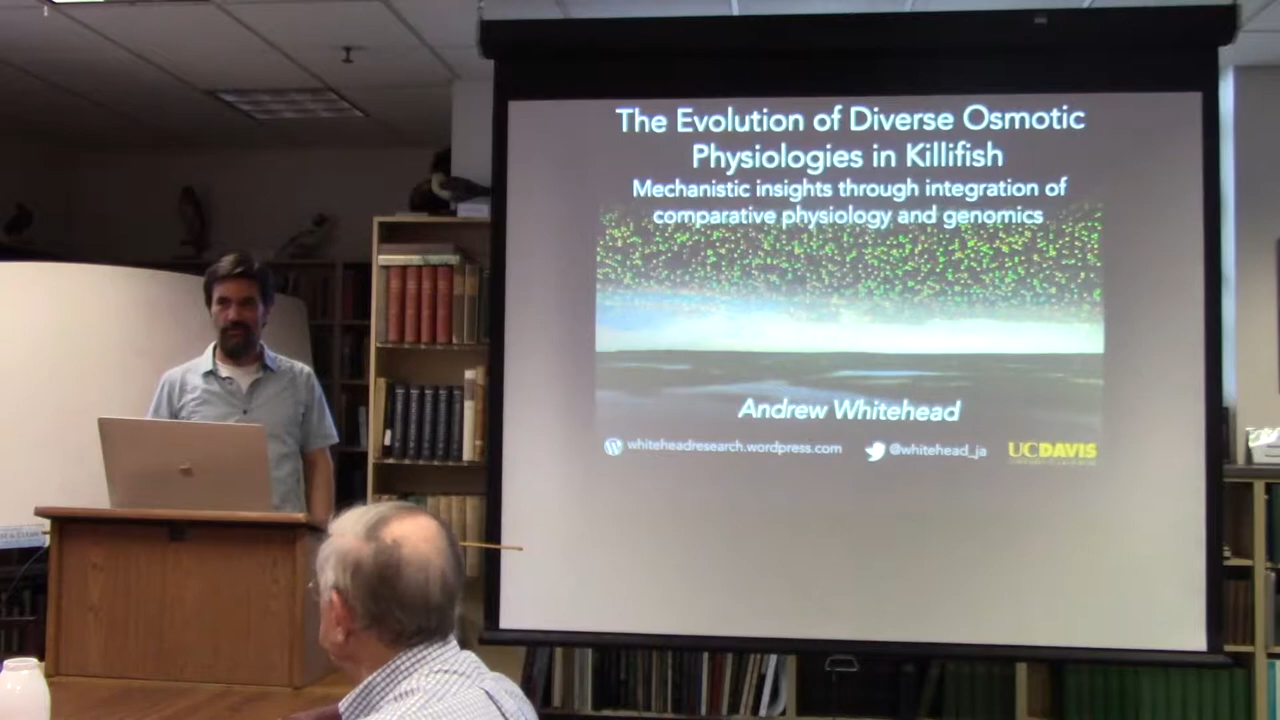 The Evolution of Diverse Osmotic
Physiologies in Killifish
Mechanistic insights through integration of
comparative physiology and genomics
Andrew Whitehead
whiteheadresearch.wordpress.com
@whitehead_ja
UCDAVIS